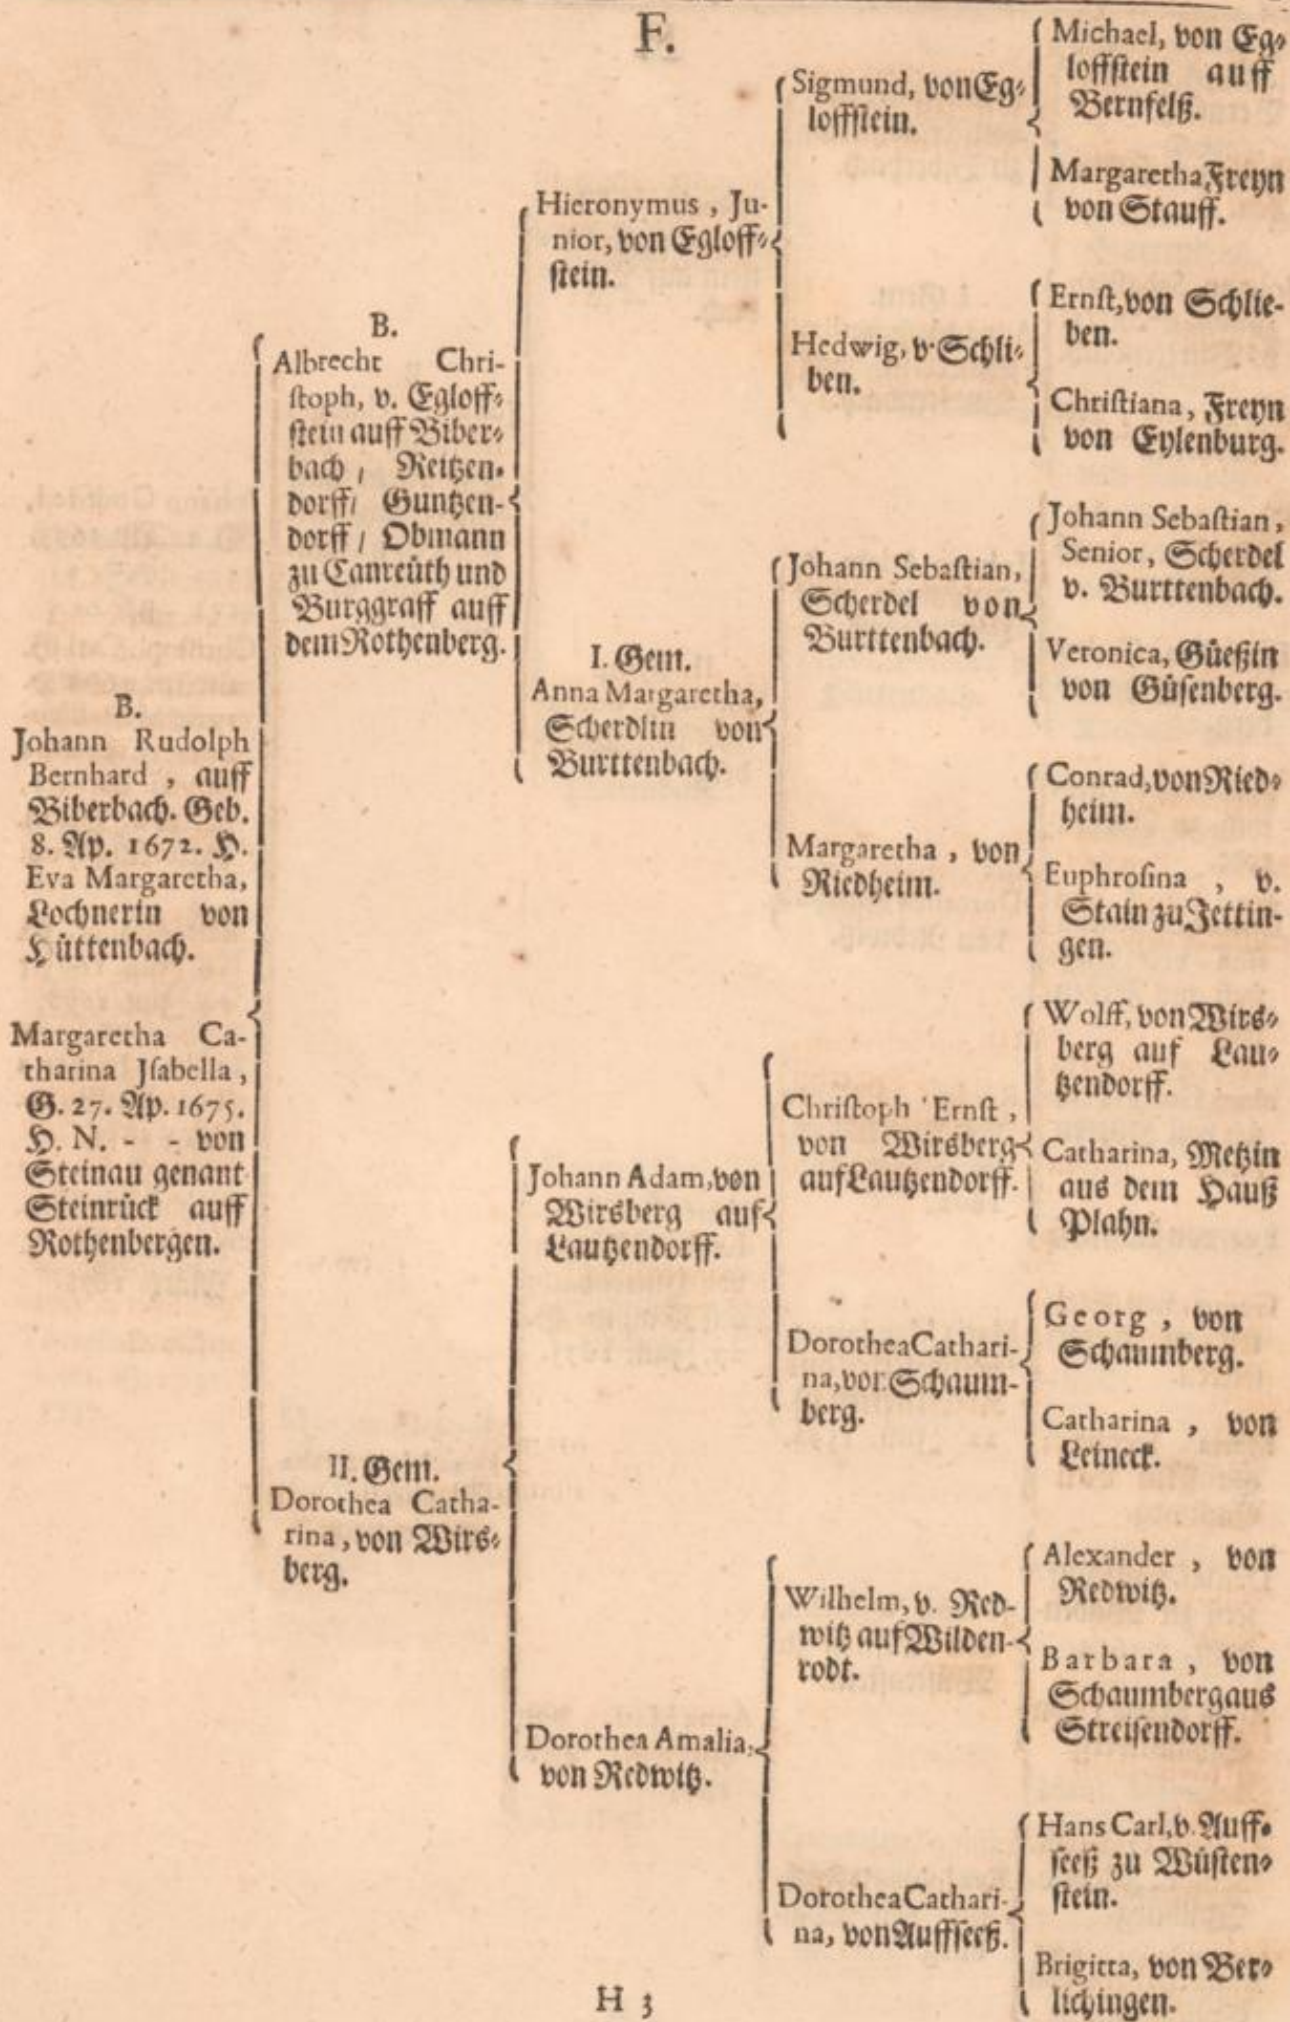 F.
B.
Johann Rudolph
Bernhard , auff
Biberbach. Geb.
8. Ap. 1672. H.
Eva Margaretha,
Lochnerin von
Hüttenbach.
Margaretha Ca-
tharina Jſabella,
G. 27. Ap. 1675.
H. N. - - von
Steinau genant
Steinrück auff
Rothenbergen.
B.
Albrecht Chri-
ſtoph, v. Egloff-
ſtein auff Biber-
bach / Reitzen-
dorff/ Guntzen-
dorff / Obmann
zu Canreüth und
Burggraff auff
dem Rothenberg.
II. Gem.
Dorothea Catha-
rina, von Wirs-
berg.
Hieronymus , Ju-
nior, von Egloff-
ſtein.
I. Gem.
Anna Margaretha,
Scherdlin von
Burttenbach.
Johann Adam, von
Wirsberg auf
Lautzendorff.
Dorothea Amalia,
von Redwitz.
Sigmund, von Eg-
loffſtein.
Hedwig, v. Schli-
ben.
Johann Sebaſtian,
Scherdel von
Burttenbach.
Margaretha , von
Riedheim.
Chriſtoph Ernſt ,
von Wirsberg
auf Lautzendorff.
Dorothea Cathari-
na, von Schaum-
berg.
Wilhelm, v. Red-
witz auf Wilden-
rodt.
Dorothea Cathari-
na, von Auffſeeß.
Michael, von Eg-
loffſtein auff
Bernfelß.
Margaretha, Freyn
von Stauff.
Ernſt, von Schlie-
ben.
Chriſtiana, Freyn
von Eylenburg.
Johann Sebaſtian,
Senior, Scherdel
v. Burttenbach.
Veronica, Güeßin
von Güſenberg.
Conrad, von Ried-
heim.
Euphroſina , v.
Stain zu Jettin-
gen.
Wolff, von Wirs-
berg auf Lau-
tzendorff.
Catharina, Metzin
aus dem Hauß
Plahn.
Georg , von
Schaumberg.
Catharina , von
Leineck.
Alexander , von
Redwitz.
Barbara , von
Schaumberg aus
Streiſendorff.
Hans Carl, v. Auff-
ſeeß zu Wüſten-
ſtein.
Brigitta, von Ber-
lichingen.
H 3